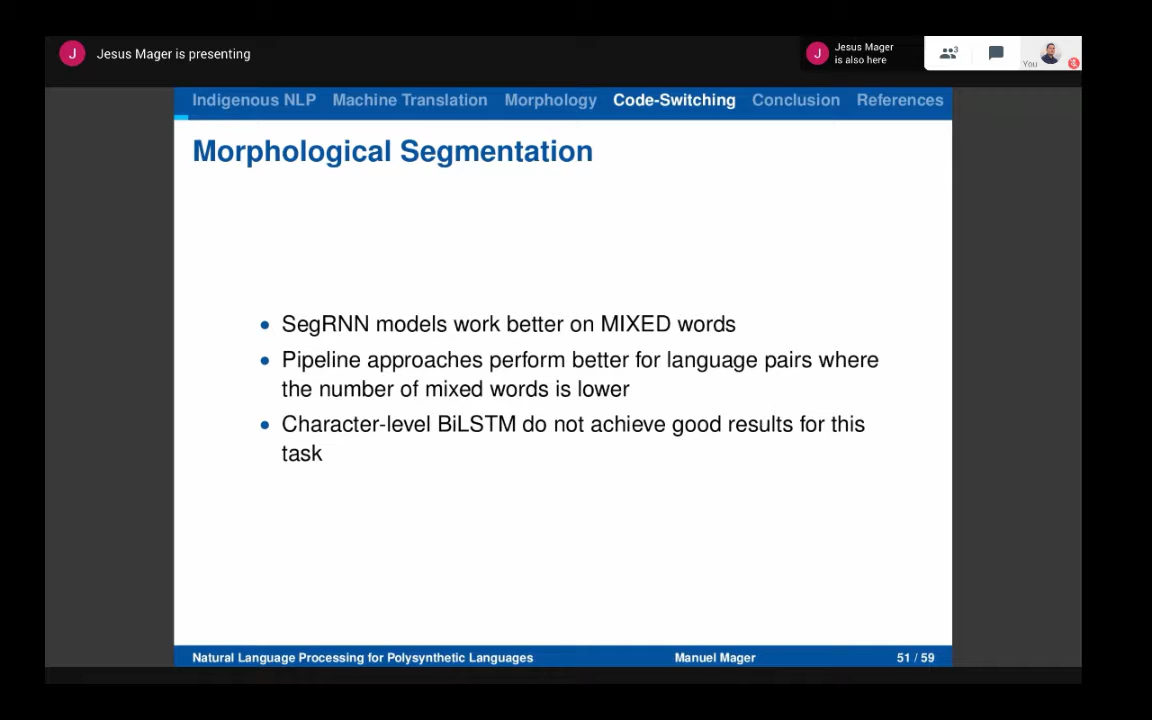 J Jesus Mager is presenting
J Jesus Mager
is also here
3
You
Indigenous NLP Machine Translation Morphology Code-Switching Conclusion References
Morphological Segmentation
• SegRNN models work better on MIXED words
• Pipeline approaches perform better for language pairs where
the number of mixed words is lower
• Character-level BiLSTM do not achieve good results for this
task
Natural Language Processing for Polysynthetic Languages Manuel Mager 51 / 59